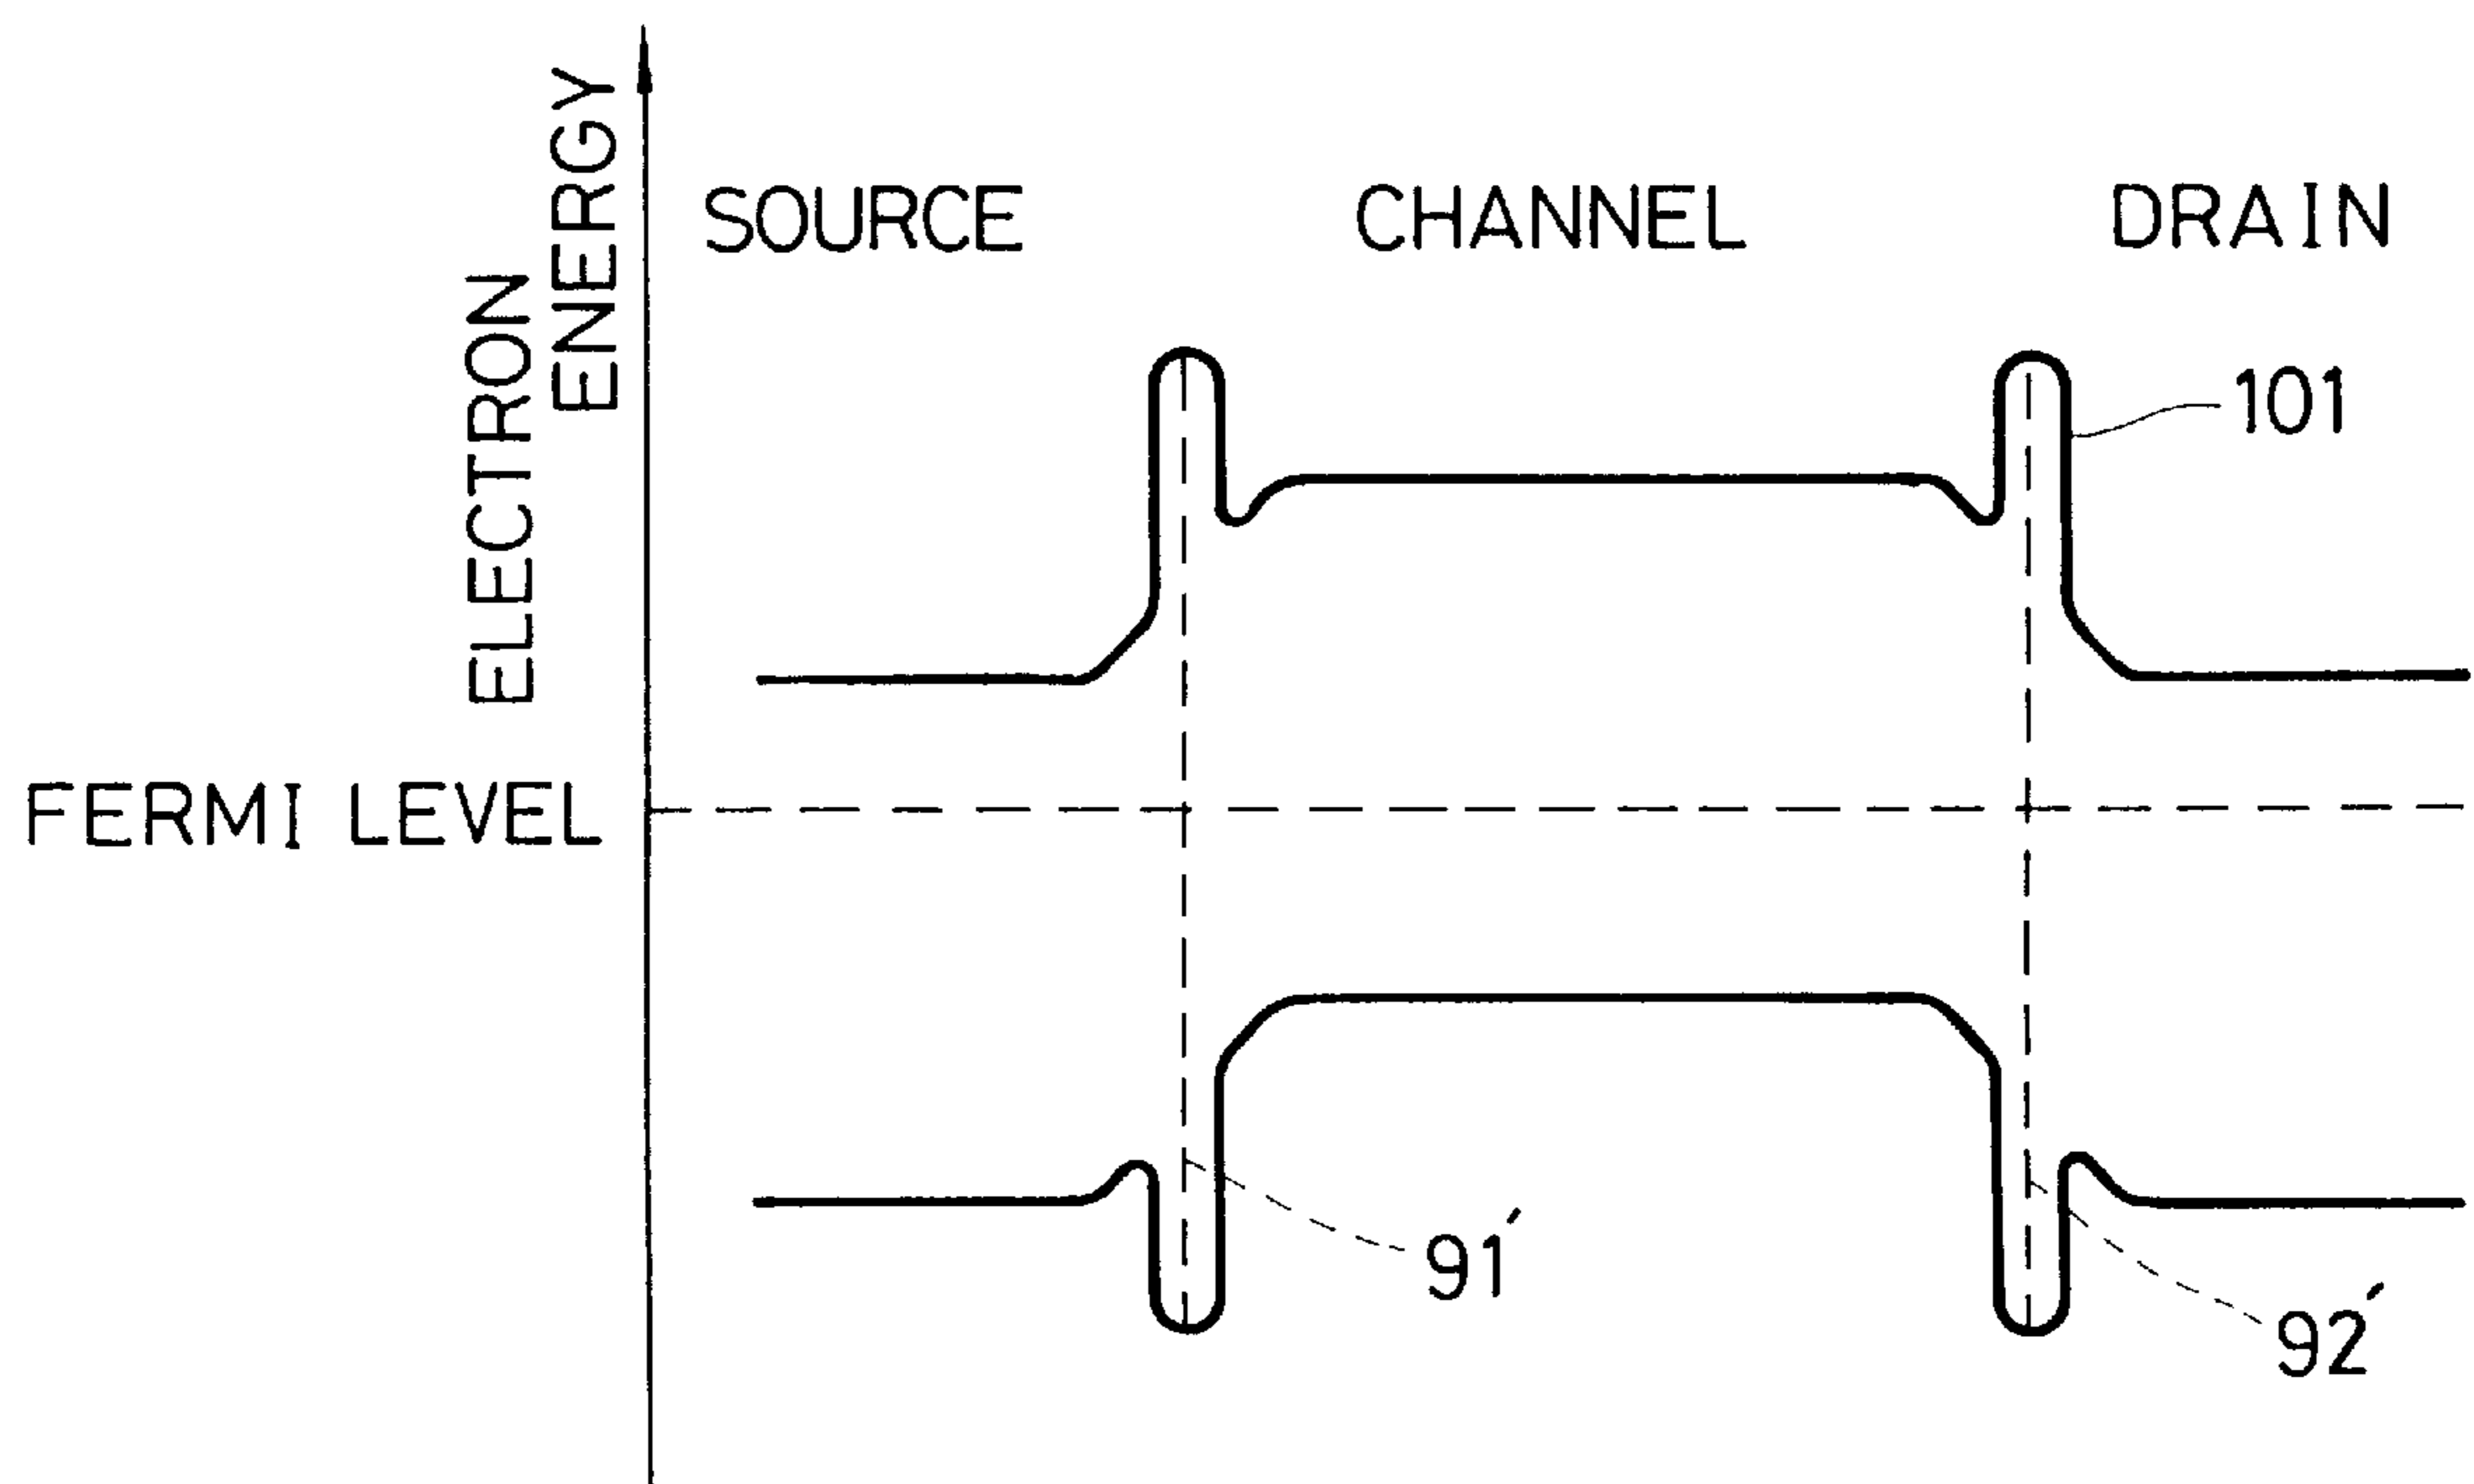 ELECTRON
ENERGY
SOURCE
CHANNEL
DRAIN
101
FERMI LEVEL
91′
92′